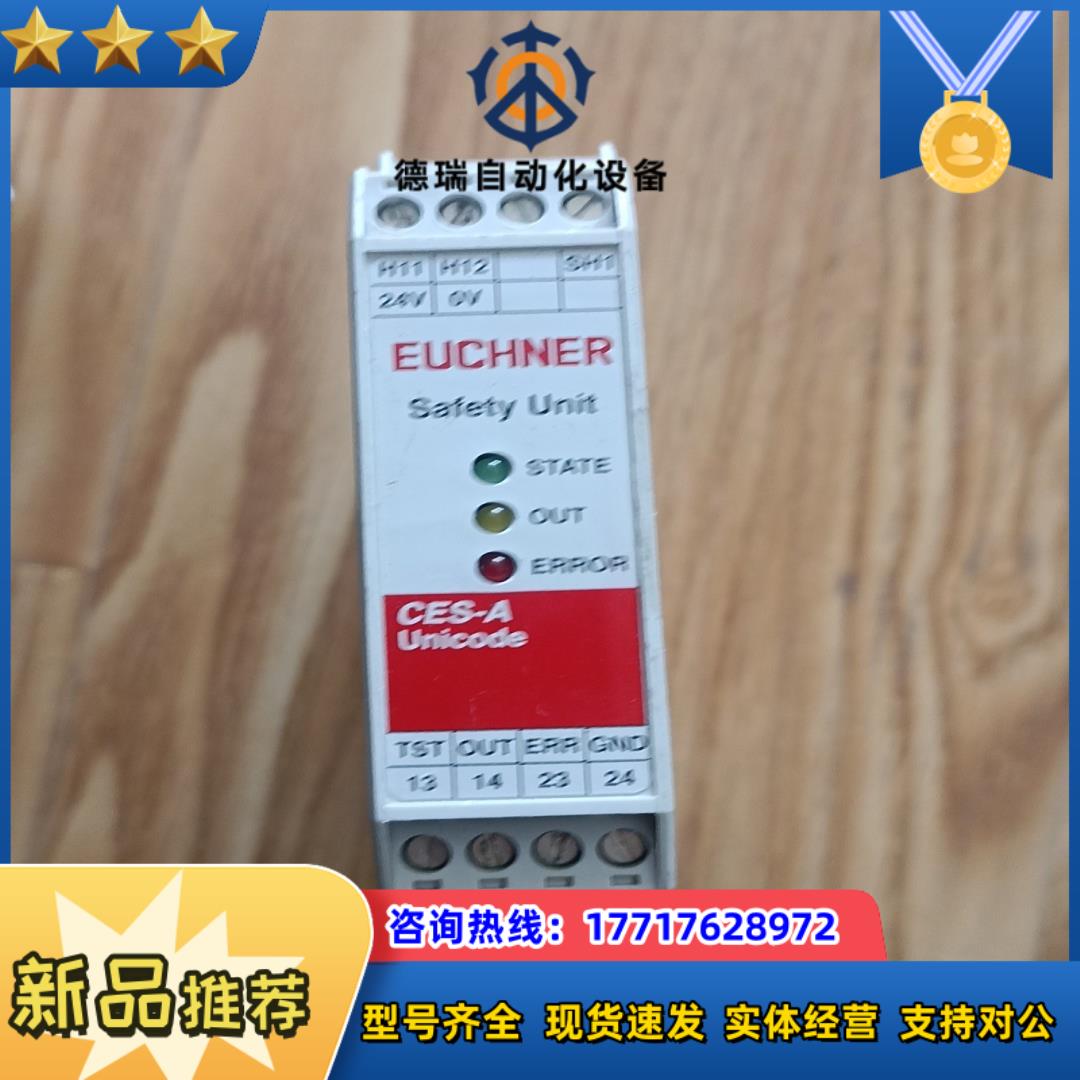 德瑞自动化设备
H11 H12 SH1
24V 0V
EUCHNER
Safety Unit
STATE
OUT
ERROR
CES-A
Unicode
TST OUT ERR GND
13 14 23 24
咨询热线：17717628972
新品推荐
型号齐全 现货速发 实体经营 支持对公